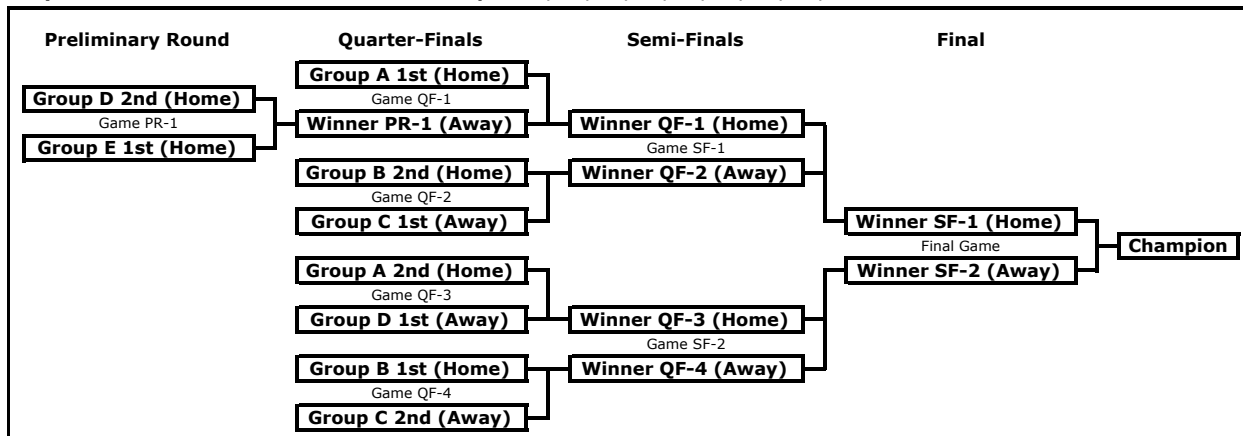 Preliminary Round
Quarter-Finals
Semi-Finals
Final
Group D 2nd (Home)
Game PR-1
Group E 1st (Home)
Group A 1st (Home)
Game QF-1
Winner PR-1 (Away)
Group B 2nd (Home)
Game QF-2
Group C 1st (Away)
Group A 2nd (Home)
Game QF-3
Group D 1st (Away)
Group B 1st (Home)
Game QF-4
Group C 2nd (Away)
Winner QF-1 (Home)
Game SF-1
Winner QF-2 (Away)
Winner QF-3 (Home)
Game SF-2
Winner QF-4 (Away)
Winner SF-1 (Home)
Final Game
Winner SF-2 (Away)
Champion